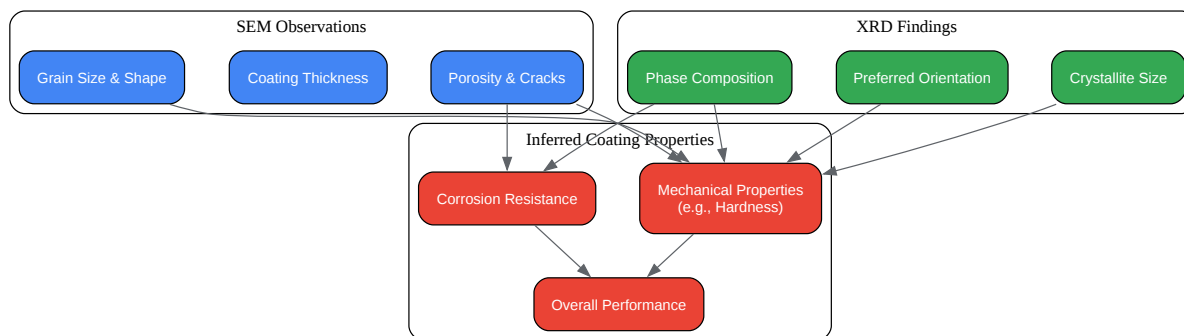 SEM Observations
Grain Size & Shape
Coating Thickness
Porosity & Cracks
XRD Findings
Phase Composition
Preferred Orientation
Crystallite Size
Inferred Coating Properties
Corrosion Resistance
Mechanical Properties
(e.g., Hardness)
Overall Performance